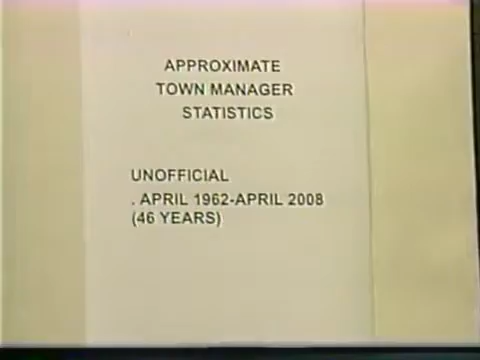 APPROXIMATE
TOWN MANAGER
STATISTICS
UNOFFICIAL
. APRIL 1962-APRIL 2008
(46 YEARS)